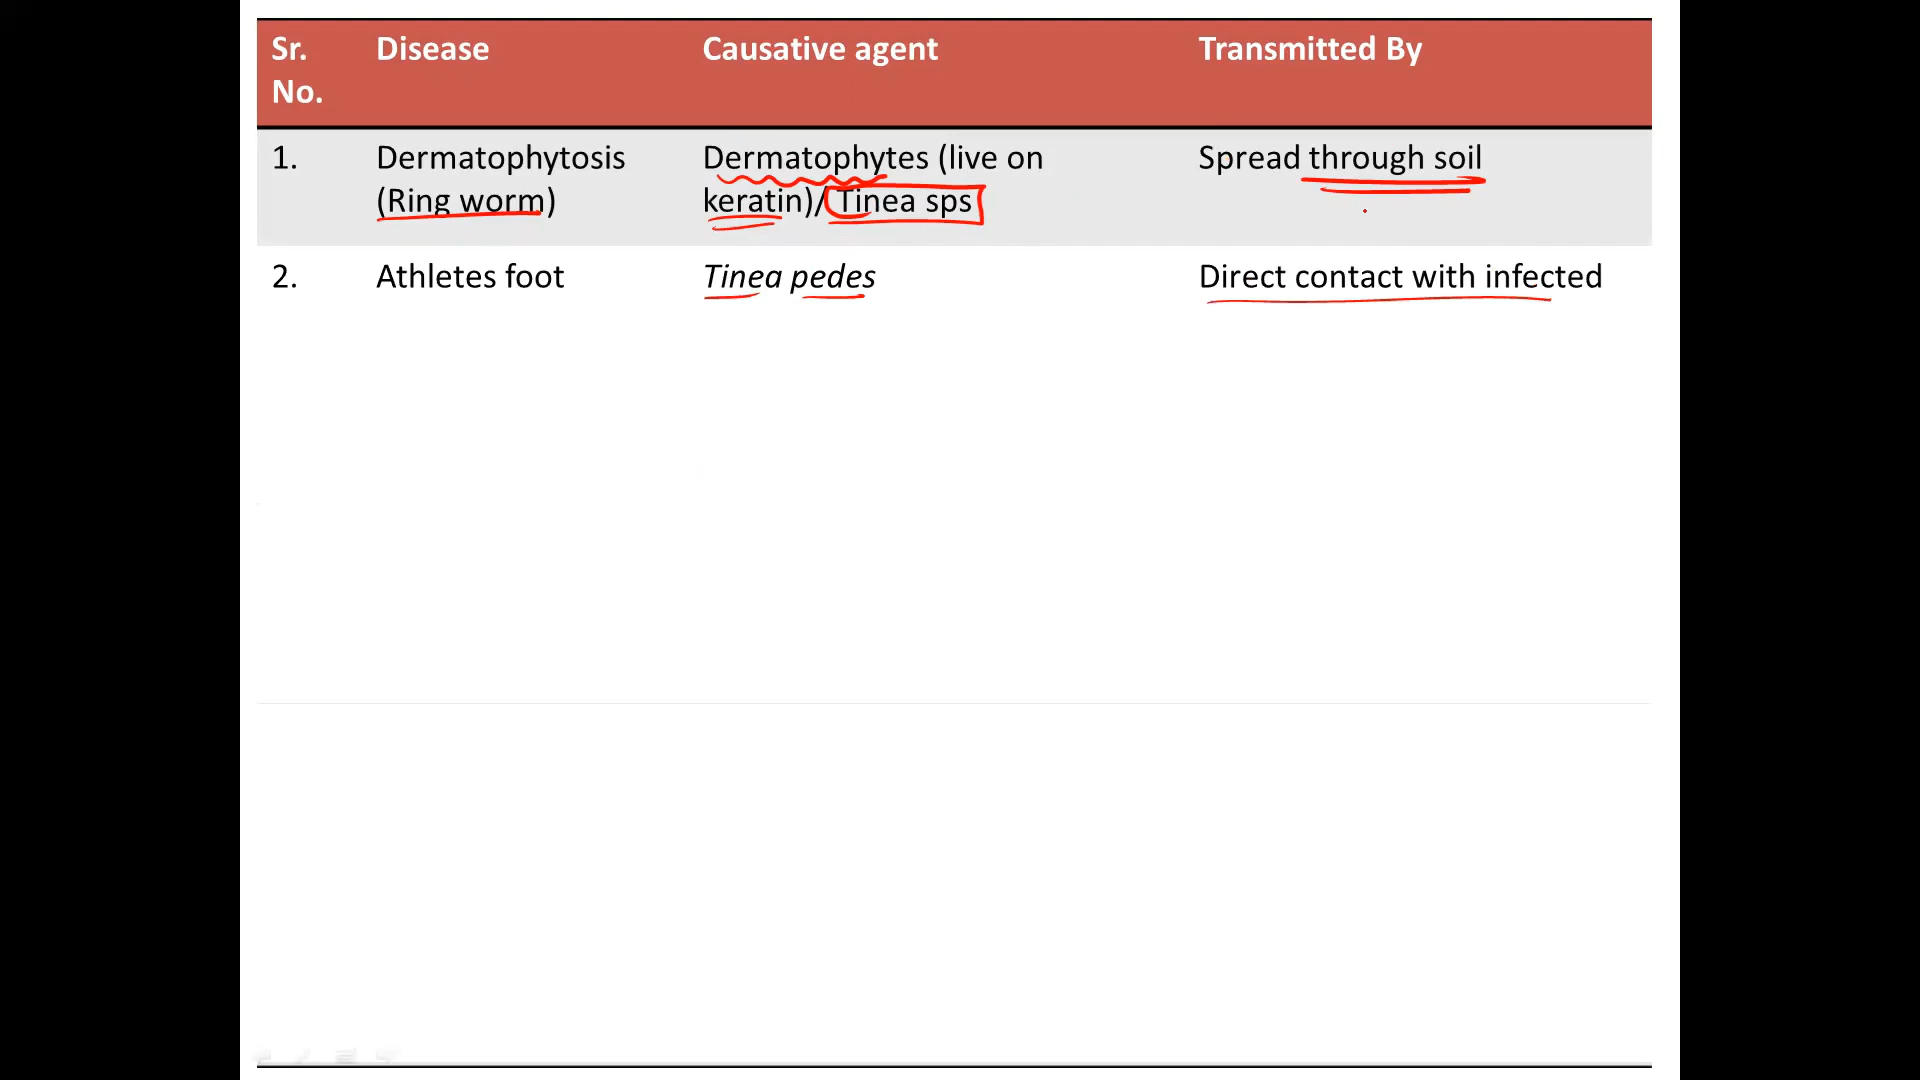 Sr. No. Disease Causative agent Transmitted By
1. Dermatophytosis Dermatophytes (live on Spread through soil
(Ring worm) keratin)/ Tinea sps
2. Athletes foot Tinea pedes Direct contact with infected